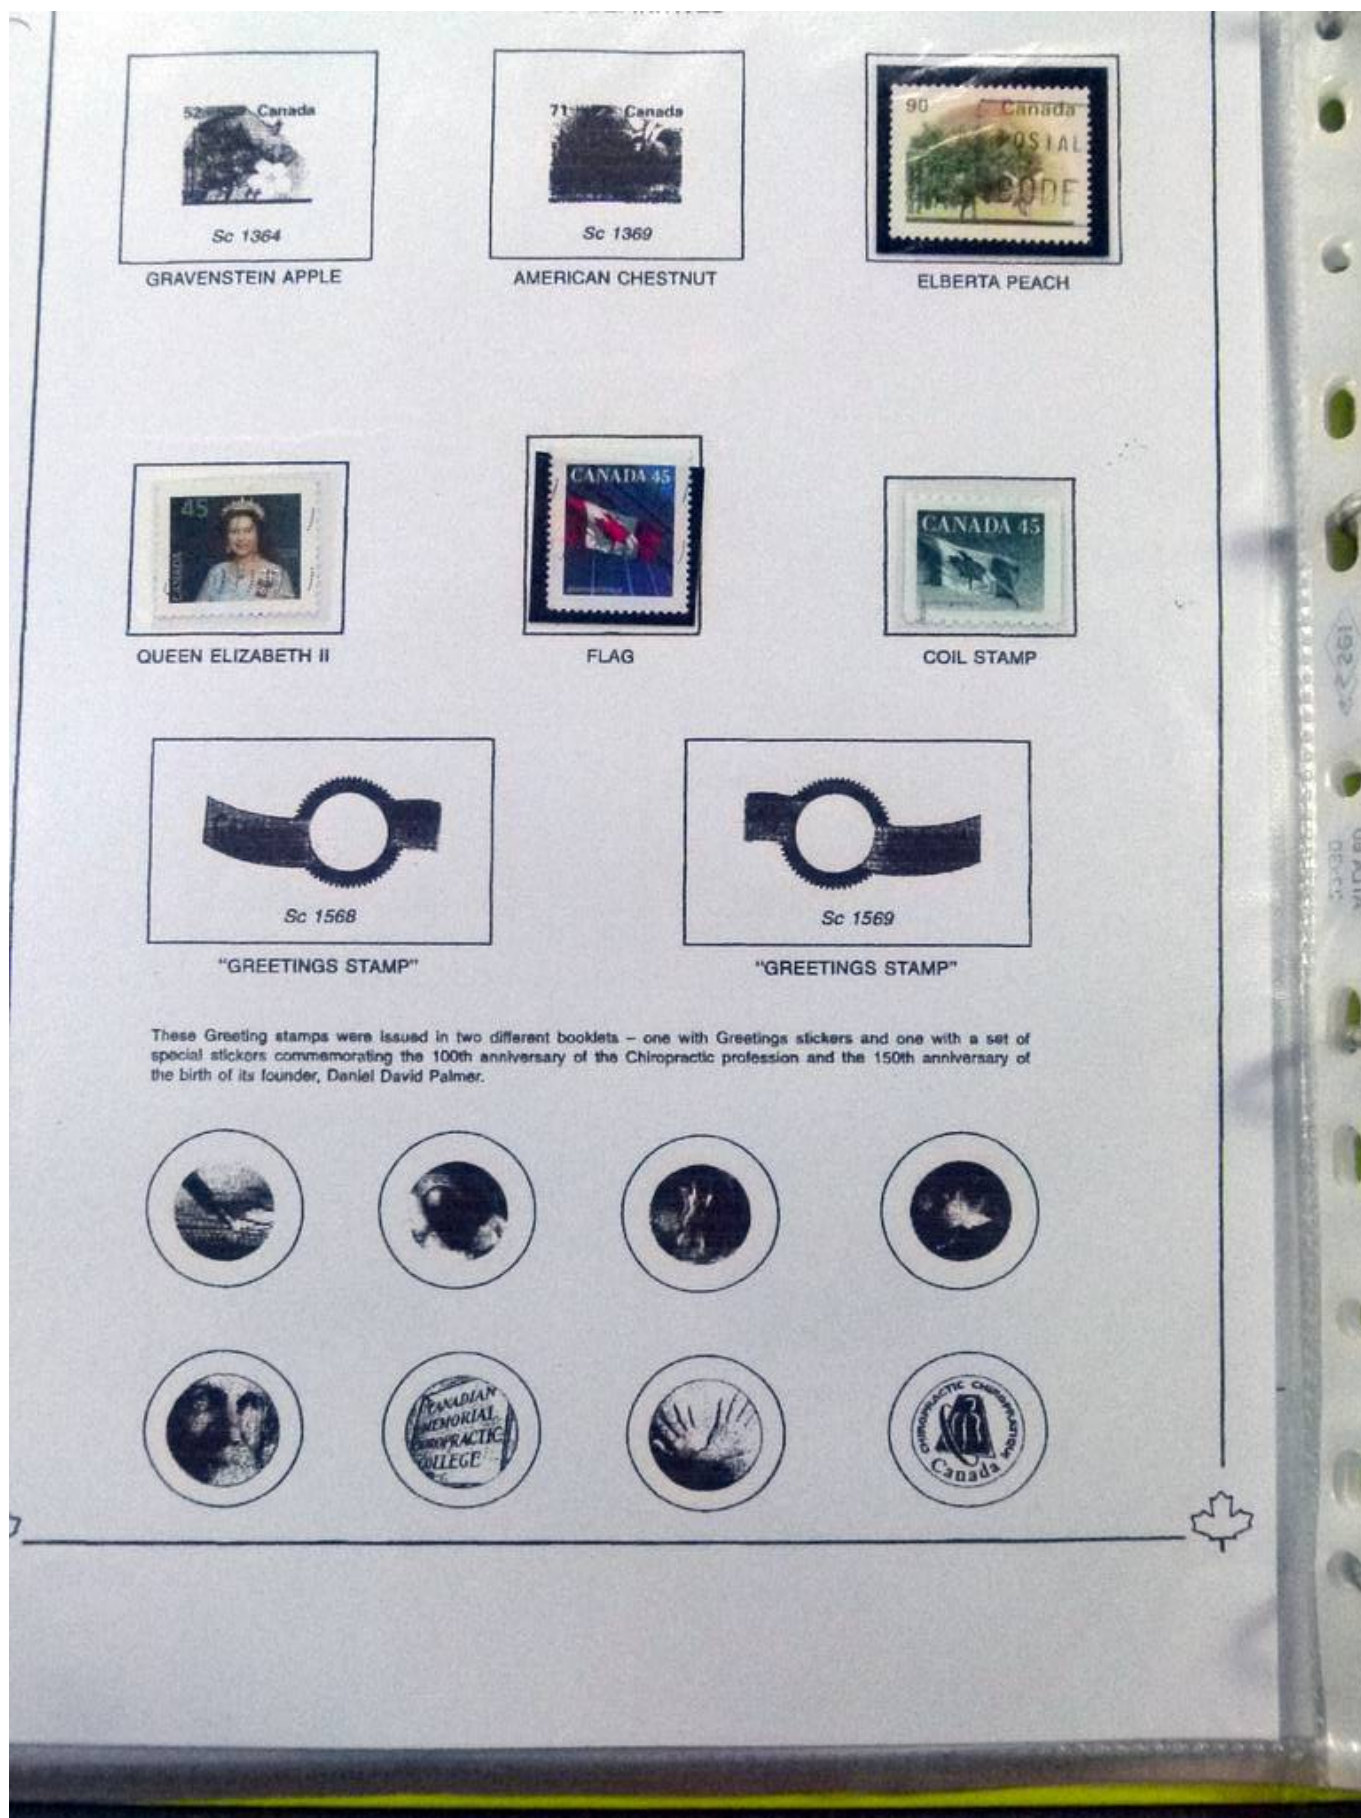 52 Canada
Sc 1364
GRAVENSTEIN APPLE
71 Canada
Sc 1369
AMERICAN CHESTNUT
90 Canada
POSTAL
CODE
ELBERTA PEACH
45
CANADA
QUEEN ELIZABETH II
CANADA 45
FLAG
CANADA 45
COIL STAMP
Sc 1568
"GREETINGS STAMP"
Sc 1569
"GREETINGS STAMP"
These Greeting stamps were issued in two different booklets – one with Greetings stickers and one with a set of
special stickers commemorating the 100th anniversary of the Chiropractic profession and the 150th anniversary of
the birth of its founder, Daniel David Palmer.
CANADIAN
MEMORIAL
CHIROPRACTIC
COLLEGE
CHIROPRACTIC CHIROPRATIQUE
Canada